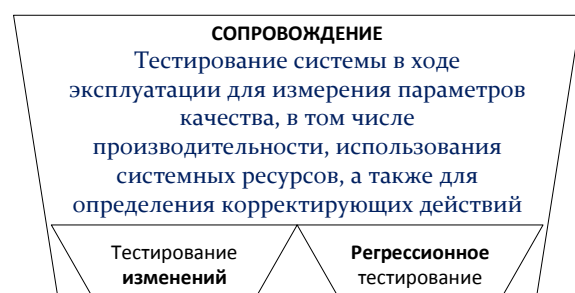 СОПРОВОЖДЕНИЕ
Тестирование системы в ходе
эксплуатации для измерения параметров
качества, в том числе
производительности, использования
системных ресурсов, а также для
определения корректирующих действий
Тестирование
изменений
Регрессионное
тестирование